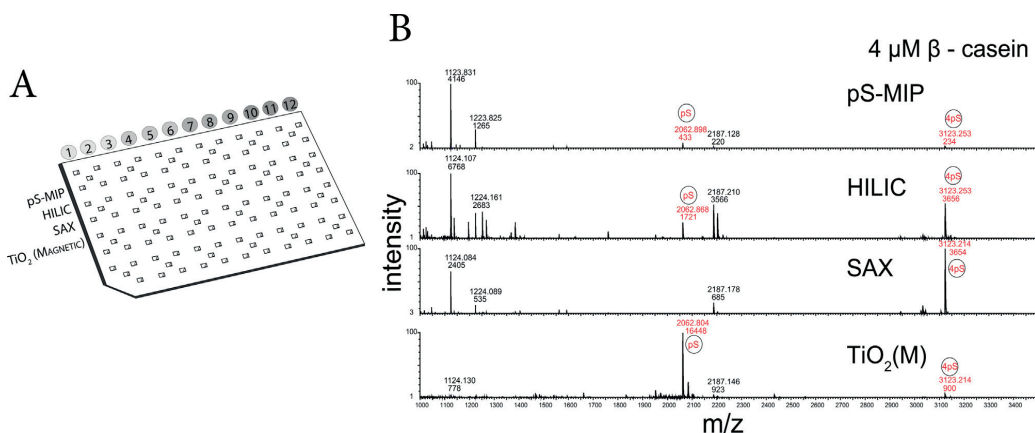 A
1 2 3 4 5 6 7 8 9 10 11 12
pS-MIP
HILIC
SAX
TiO2 (MAGNETIC)
B
4 μM β - casein
intensity
100
1123.831
4146
1223.825
1265
pS
2062.898
433
2187.128
220
pS-MIP
4pS
3123.253
234
2
100
1124.107
6768
1224.161
2683
pS
2062.868
1721
2187.210
3566
HILIC
4pS
3123.253
3656
1
100
1124.084
2405
1224.089
535
2187.178
685
SAX
3123.214
3654
4pS
3
100
1124.130
778
2062.804
16448
pS
2187.146
923
TiO2(M)
4pS
3123.214
900
1
1000 1100 1200 1300 1400 1500 1600 1700 1800 1900 2000 2100 2200 2300 2400 2500 2600 2700 2800 2900 3000 3100 3200 3300 3400
m/z